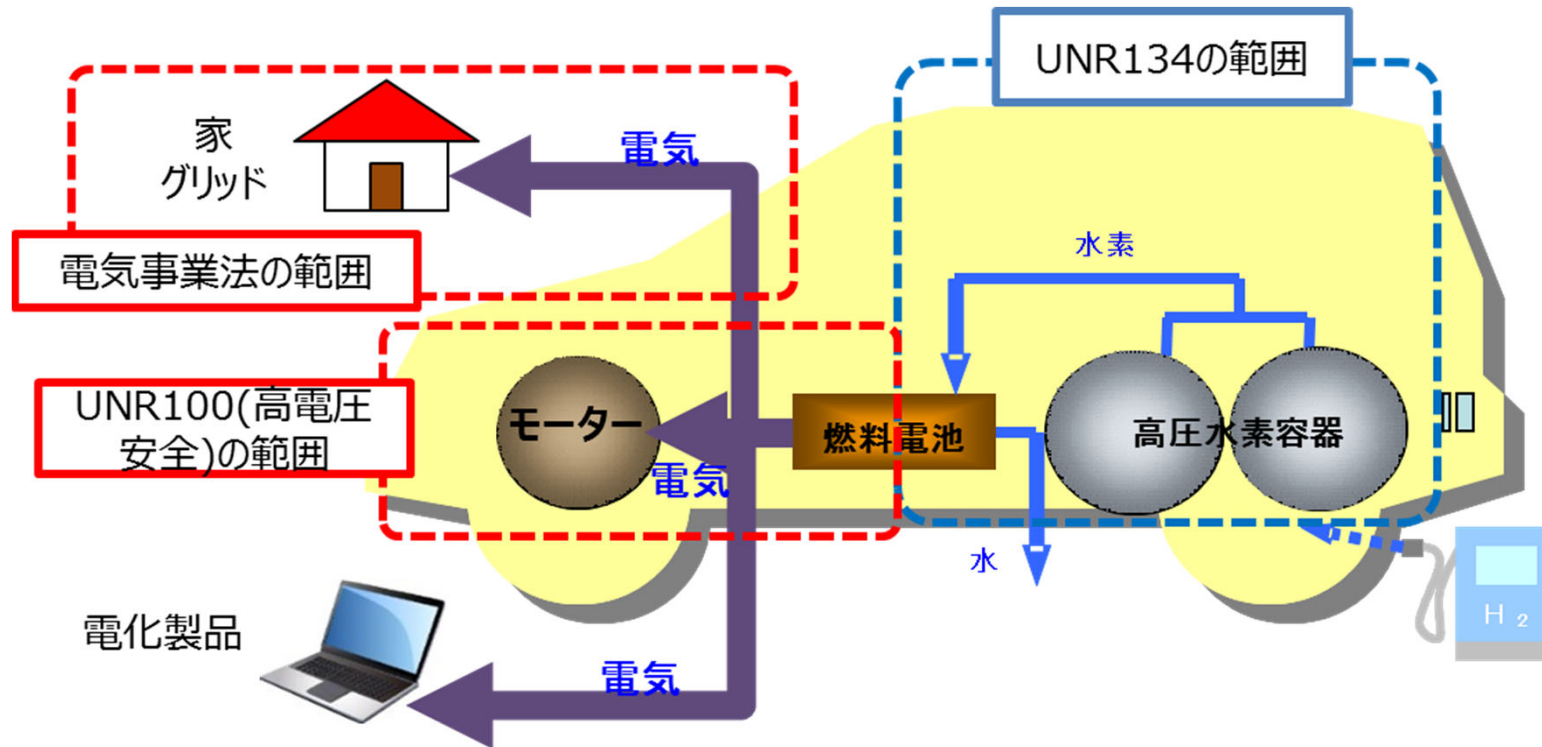 UNR134の範囲
家
グリッド
電気
電気事業法の範囲
水素
UNR100(高電圧
安全)の範囲
モーター
燃料電池
高圧水素容器
電気
水
H₂
電化製品
電気